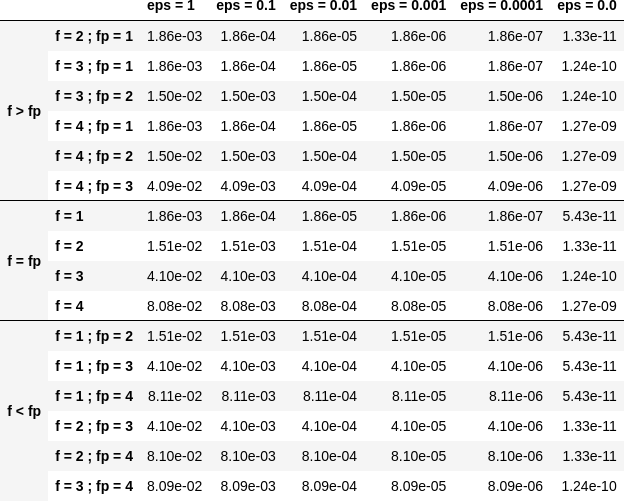 eps = 1 eps = 0.1 eps = 0.01 eps = 0.001 eps = 0.0001 eps = 0.0
f > fp
f = 2 ; fp = 1 1.86e-03 1.86e-04 1.86e-05 1.86e-06 1.86e-07 1.33e-11
f = 3 ; fp = 1 1.86e-03 1.86e-04 1.86e-05 1.86e-06 1.86e-07 1.24e-10
f = 3 ; fp = 2 1.50e-02 1.50e-03 1.50e-04 1.50e-05 1.50e-06 1.24e-10
f = 4 ; fp = 1 1.86e-03 1.86e-04 1.86e-05 1.86e-06 1.86e-07 1.27e-09
f = 4 ; fp = 2 1.50e-02 1.50e-03 1.50e-04 1.50e-05 1.50e-06 1.27e-09
f = 4 ; fp = 3 4.09e-02 4.09e-03 4.09e-04 4.09e-05 4.09e-06 1.27e-09
f = fp
f = 1 1.86e-03 1.86e-04 1.86e-05 1.86e-06 1.86e-07 5.43e-11
f = 2 1.51e-02 1.51e-03 1.51e-04 1.51e-05 1.51e-06 1.33e-11
f = 3 4.10e-02 4.10e-03 4.10e-04 4.10e-05 4.10e-06 1.24e-10
f = 4 8.08e-02 8.08e-03 8.08e-04 8.08e-05 8.08e-06 1.27e-09
f < fp
f = 1 ; fp = 2 1.51e-02 1.51e-03 1.51e-04 1.51e-05 1.51e-06 5.43e-11
f = 1 ; fp = 3 4.10e-02 4.10e-03 4.10e-04 4.10e-05 4.10e-06 5.43e-11
f = 1 ; fp = 4 8.11e-02 8.11e-03 8.11e-04 8.11e-05 8.11e-06 5.43e-11
f = 2 ; fp = 3 4.10e-02 4.10e-03 4.10e-04 4.10e-05 4.10e-06 1.33e-11
f = 2 ; fp = 4 8.10e-02 8.10e-03 8.10e-04 8.10e-05 8.10e-06 1.33e-11
f = 3 ; fp = 4 8.09e-02 8.09e-03 8.09e-04 8.09e-05 8.09e-06 1.24e-10